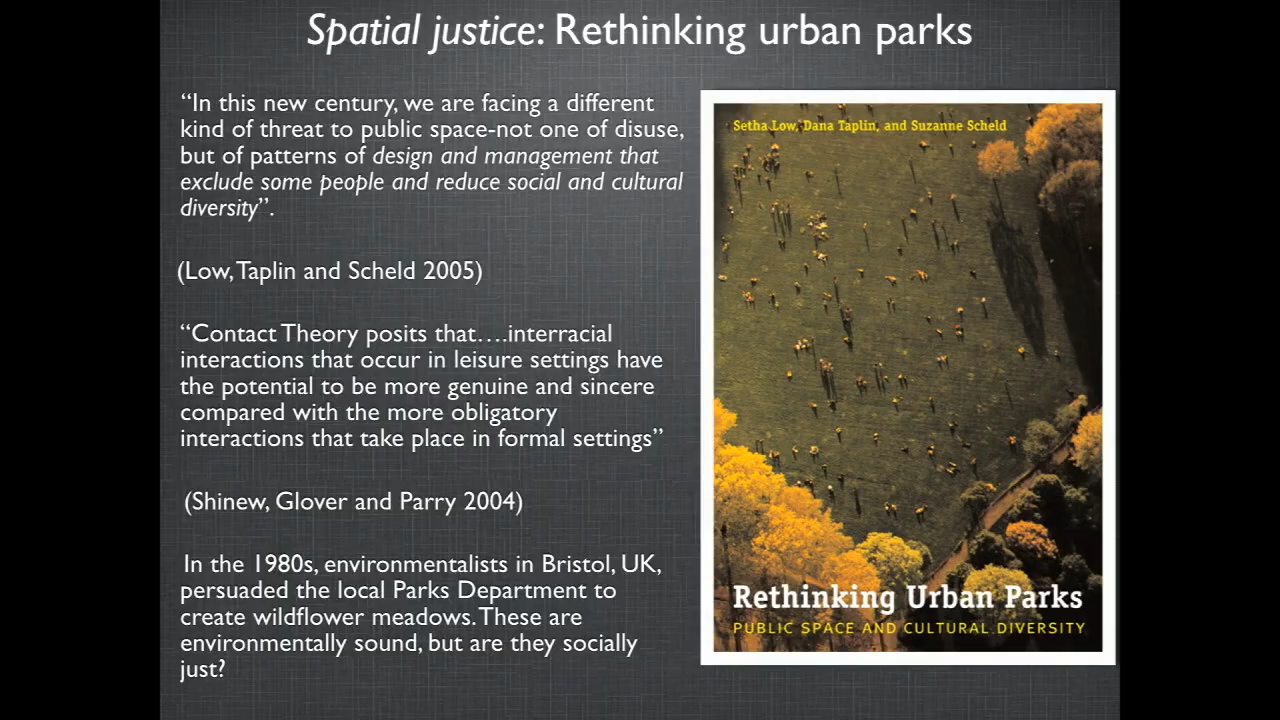 Spatial justice: Rethinking urban parks
“In this new century, we are facing a different
kind of threat to public space-not one of disuse,
but of patterns of design and management that
exclude some people and reduce social and cultural
diversity”.
(Low, Taplin and Scheld 2005)
“Contact Theory posits that….interracial
interactions that occur in leisure settings have
the potential to be more genuine and sincere
compared with the more obligatory
interactions that take place in formal settings”
(Shinew, Glover and Parry 2004)
In the 1980s, environmentalists in Bristol, UK,
persuaded the local Parks Department to
create wildflower meadows. These are
environmentally sound, but are they socially
just?
Setha Low, Dana Taplin, and Suzanne Scheld
Rethinking Urban Parks
PUBLIC SPACE AND CULTURAL DIVERSITY